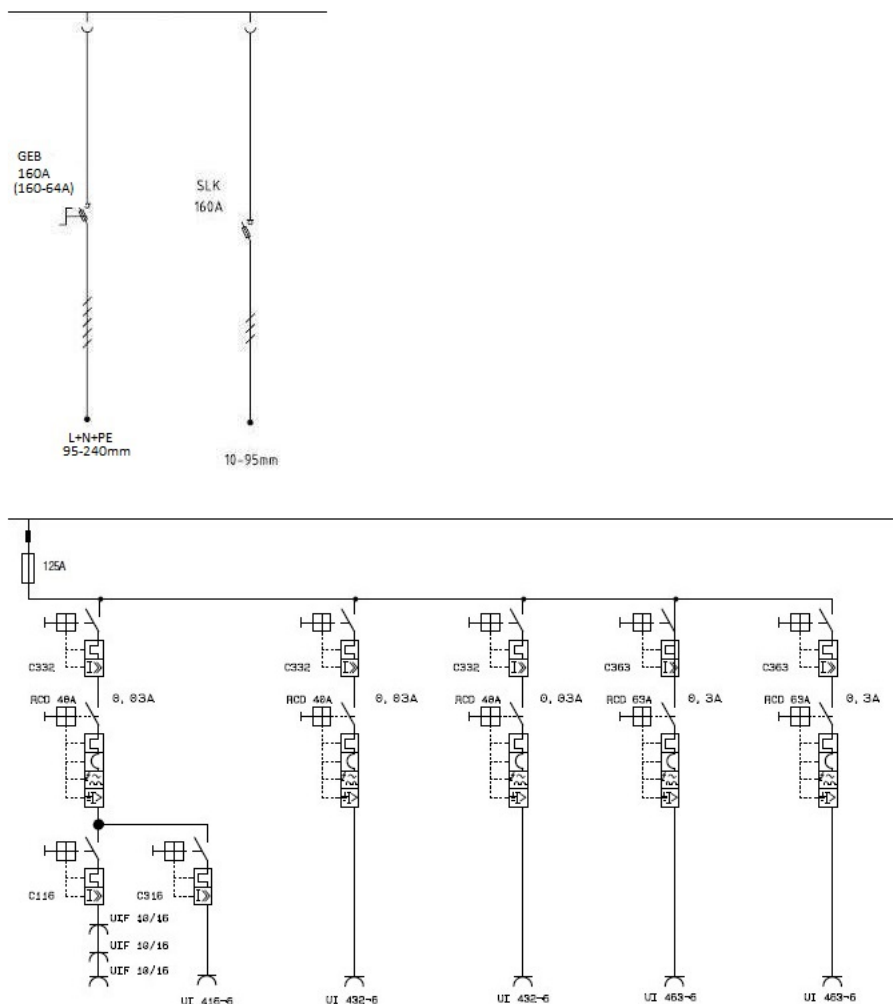 GEB
160A
(160-64A)
SLK
160A
L+N+PE
95-240mm
10-95mm
125A
C332
C332
C332
C363
C363
RCD 40A
0,03A
RCD 40A
0,03A
RCD 40A
0,03A
RCD 63A
0,3A
RCD 63A
0,3A
C116
C316
UIF 10/16
UIF 10/16
UIF 10/16
UI 416-6
UI 432-6
UI 432-6
UI 463-6
UI 463-6